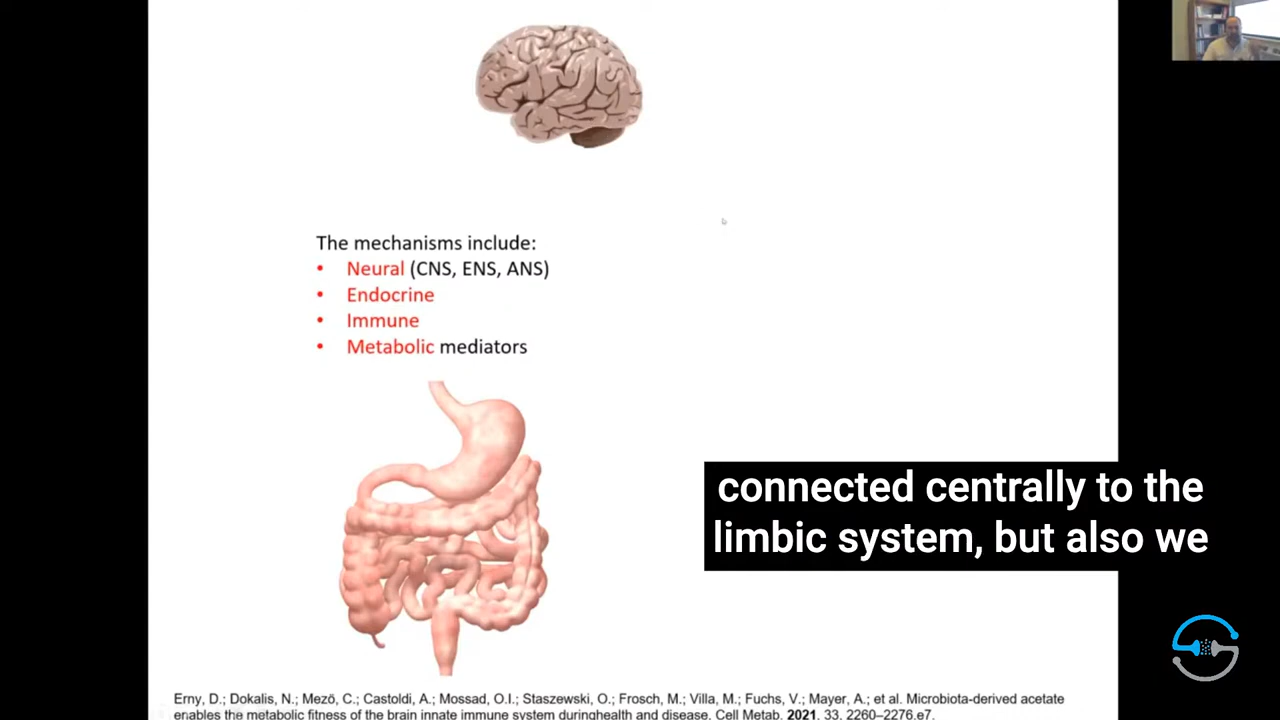 The mechanisms include:
• Neural (CNS, ENS, ANS)
• Endocrine
• Immune
• Metabolic mediators
connected centrally to the
limbic system, but also we
Erny, D.; Dokalis, N.; Mezö, C.; Castoldi, A.; Mossad, O.I.; Staszewski, O.; Frosch, M.; Villa, M.; Fuchs, V.; Mayer, A.; et al. Microbiota-derived acetate
enables the metabolic fitness of the brain innate immune system duringhealth and disease. Cell Metab. 2021, 33, 2260–2276.e7.